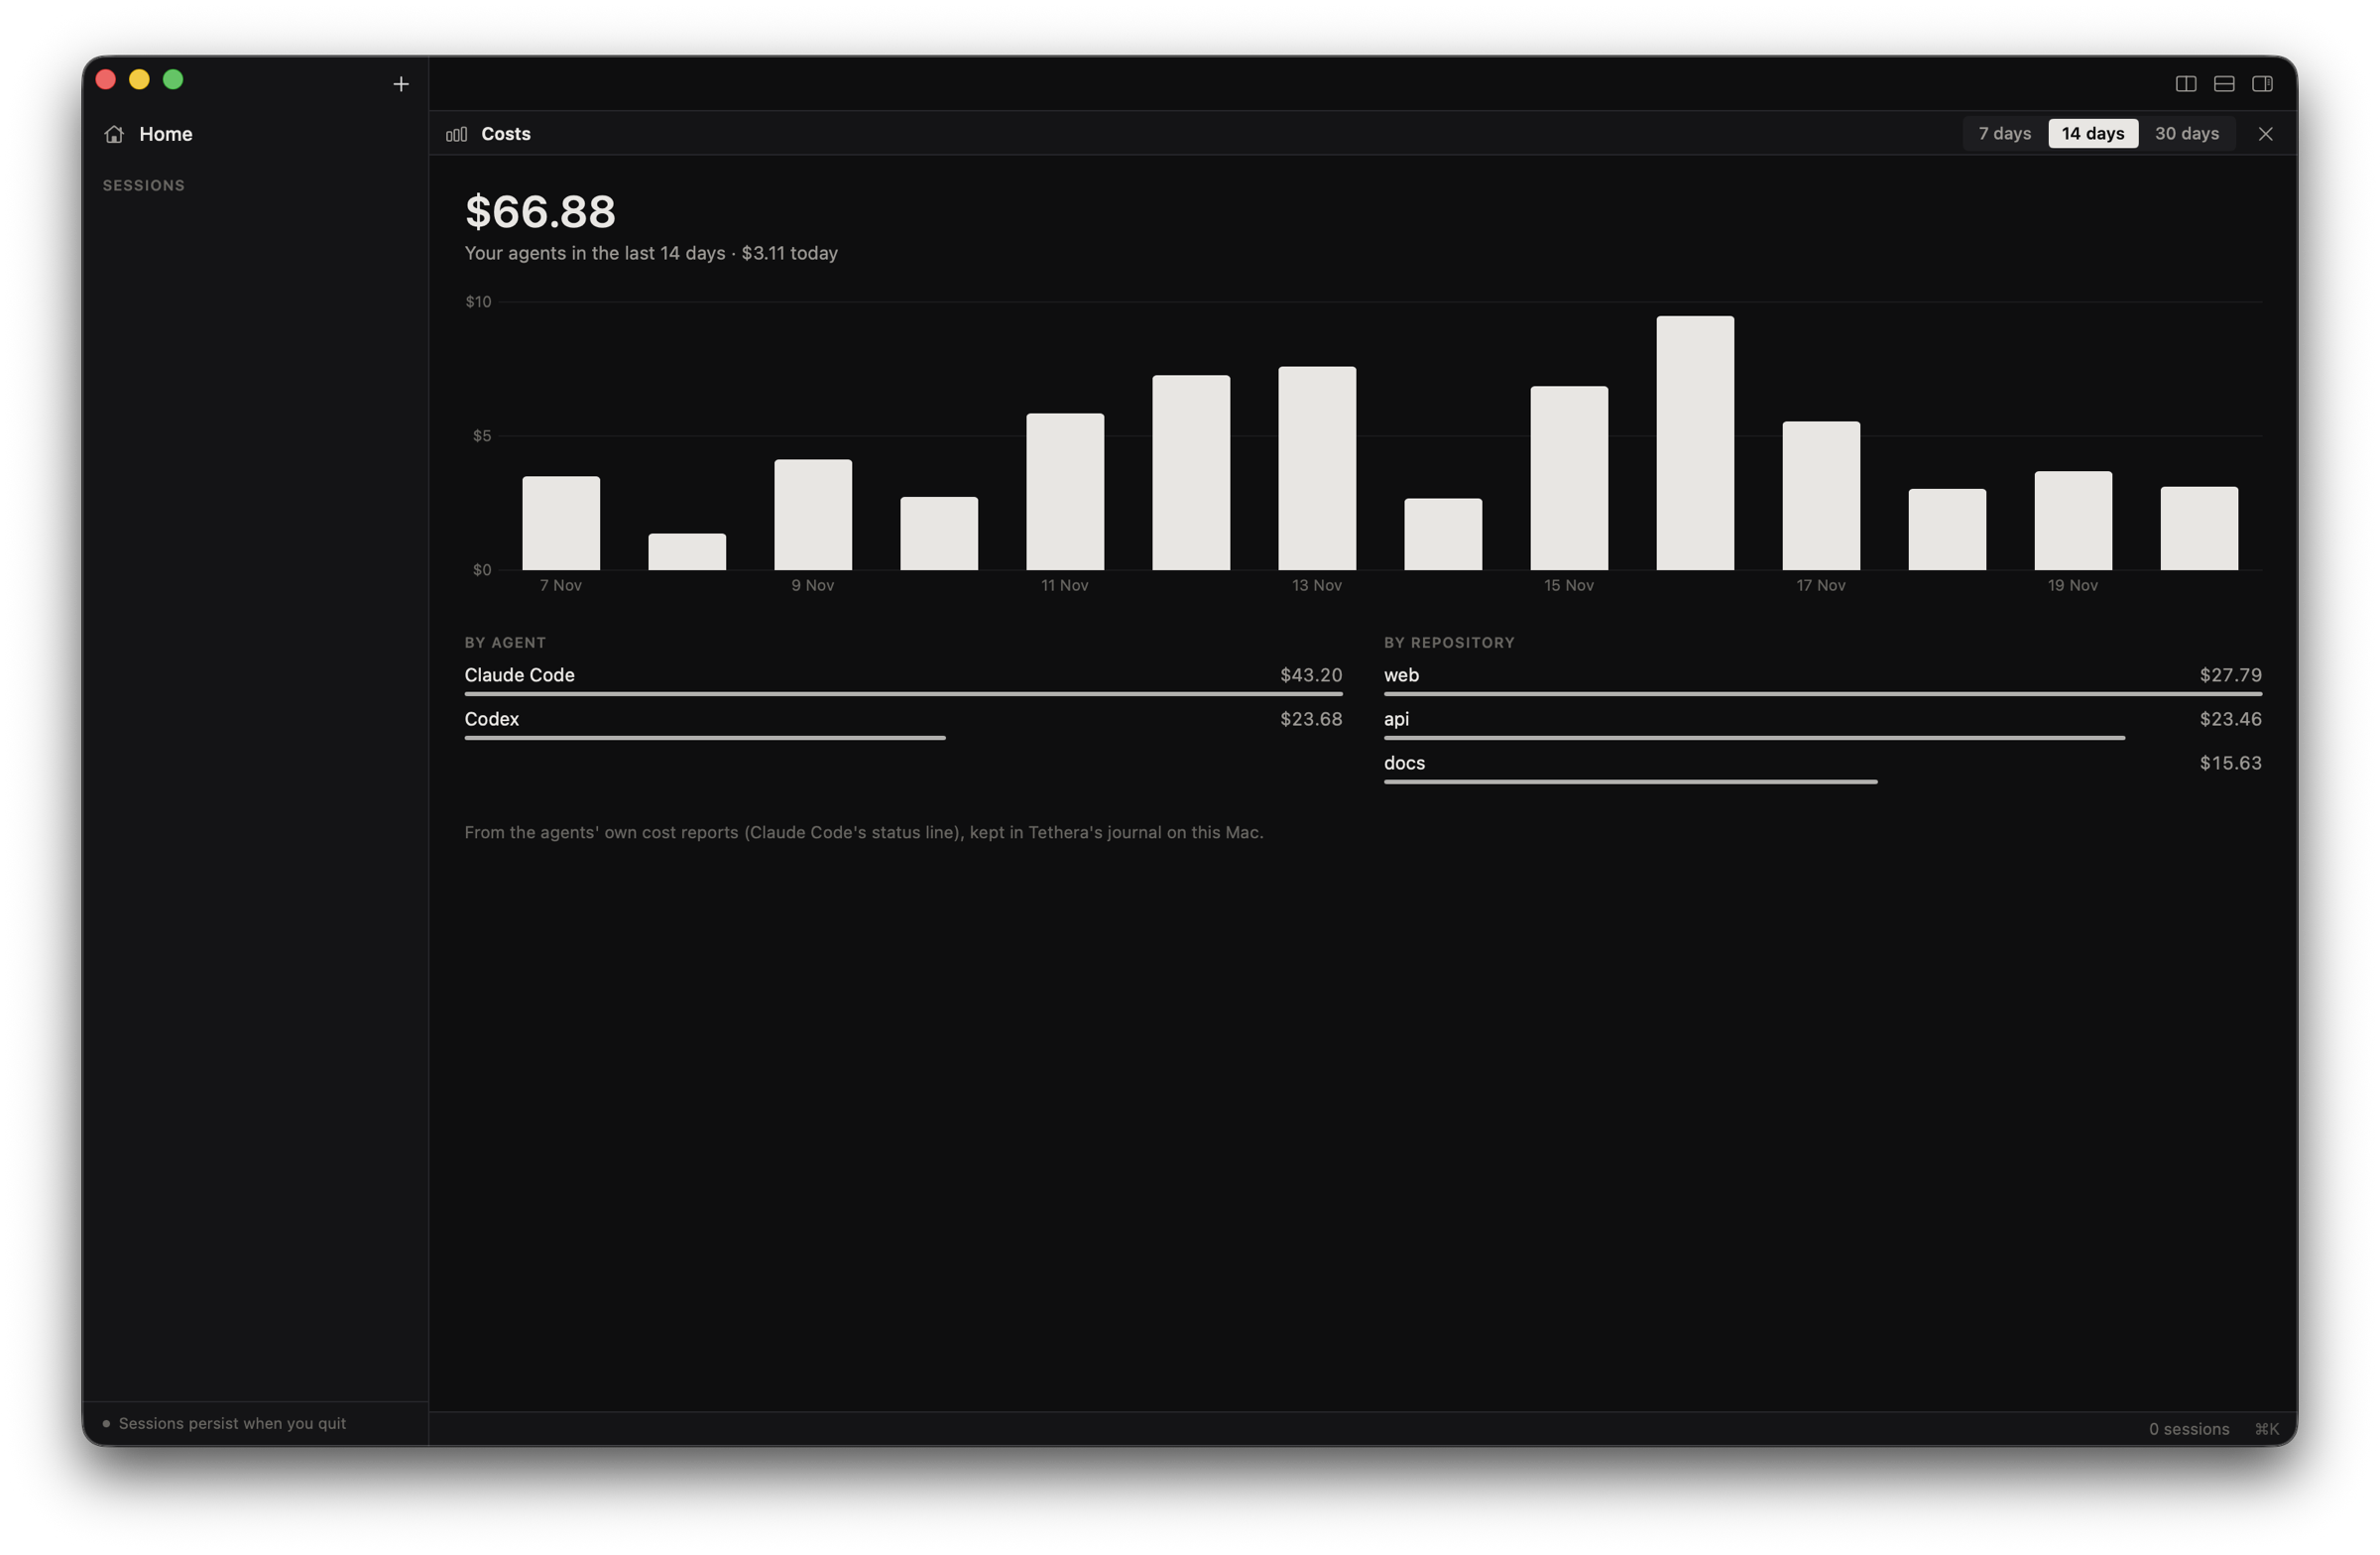 Home
SESSIONS
Sessions persist when you quit
Costs
7 days 14 days 30 days
$66.88
Your agents in the last 14 days · $3.11 today
$10
$5
$0
7 Nov 9 Nov 11 Nov 13 Nov 15 Nov 17 Nov 19 Nov
BY AGENT
Claude Code $43.20
Codex $23.68
BY REPOSITORY
web $27.79
api $23.46
docs $15.63
From the agents' own cost reports (Claude Code's status line), kept in Tethera's journal on this Mac.
0 sessions ⌘K